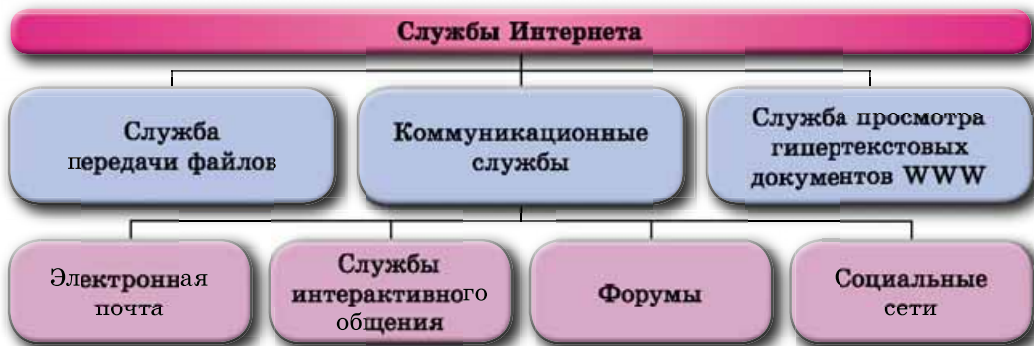 Службы Интернета
Служба
передачи файлов
Коммуникационные
службы
Служба просмотра
гипертекстовых
документов WWW
Электронная
почта
Службы
интерактивного
общения
Форумы
Социальные
сети